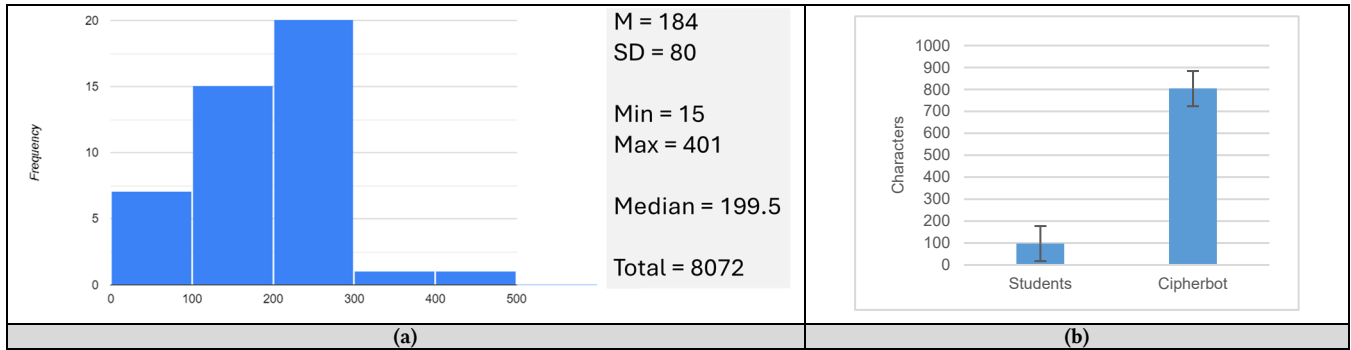 Frequency
20
15
10
5
0
0 100 200 300 400 500
M = 184
SD = 80
Min = 15
Max = 401
Median = 199.5
Total = 8072
(a)
Characters
1000
900
800
700
600
500
400
300
200
100
0
Students Cipherbot
(b)